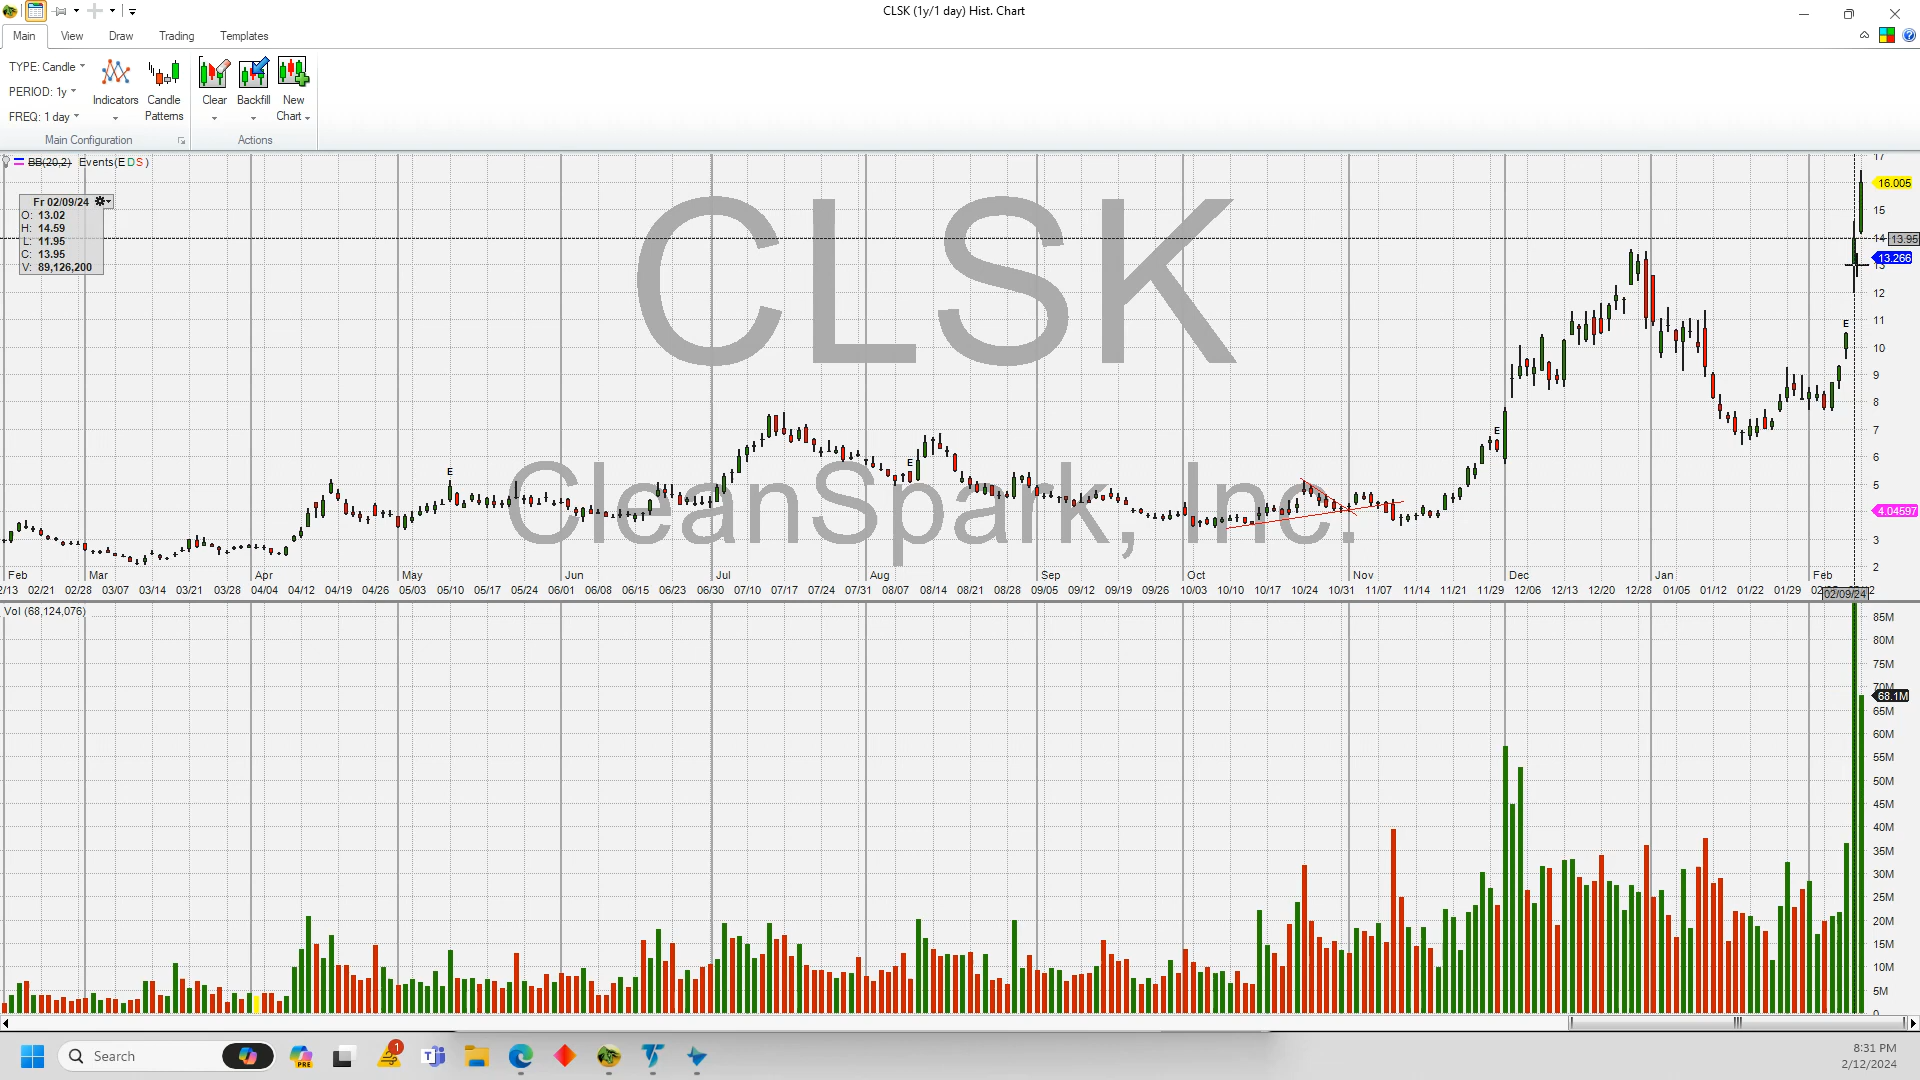 CLSK (1y/1 day) Hist. Chart
Main View Draw Trading Templates
TYPE: Candle
PERIOD: 1y
FREQ: 1 day
Indicators
Candle Patterns
Clear
Backfill
New Chart
Main Configuration
Actions
BB(20,2) Events(EDS)
Fr 02/09/24
O: 13.02
H: 14.59
L: 11.95
C: 13.95
V: 89,126,200
CLSK
CleanSpark, Inc.
E
E
E
E
17
16.005
15
14
13.95
13.266
13
12
11
10
9
8
7
6
5
4.04597
3
2
Feb Mar Apr May Jun Jul Aug Sep Oct Nov Dec Jan Feb
2/13 02/21 02/28 03/07 03/14 03/21 03/28 04/04 04/12 04/19 04/26 05/03 05/10 05/17 05/24 06/01 06/08 06/15 06/23 06/30 07/10 07/17 07/24 07/31 08/07 08/14 08/21 08/28 09/05 09/12 09/19 09/26 10/03 10/10 10/17 10/24 10/31 11/07 11/14 11/21 11/29 12/06 12/13 12/20 12/28 01/05 01/12 01/22 01/29 02/09/24
Vol (68,124,076)
85M
80M
75M
70M
68.1M
65M
60M
55M
50M
45M
40M
35M
30M
25M
20M
15M
10M
5M
0
Search
PRE
1
8:31 PM
2/12/2024